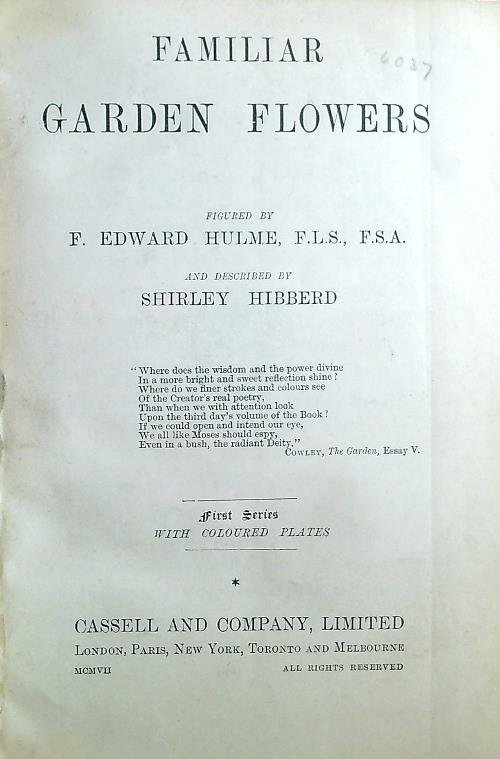 FAMILIAR
6037
GARDEN FLOWERS
FIGURED BY
F. EDWARD HULME, F.L.S., F.S.A.
AND DESCRIBED BY
SHIRLEY HIBBERD
"Where does the wisdom and the power divine
In a more bright and sweet reflection shine?
Where do we finer strokes and colours see
Of the Creator's real poetry,
Than when we with attention look
Upon the third day's volume of the Book?
If we could open and intend our eye,
We all like Moses should espy,
Even in a bush, the radiant Deity."
COWLEY, The Garden, Essay V.
First Series
WITH COLOURED PLATES
*
CASSELL AND COMPANY, LIMITED
LONDON, PARIS, NEW YORK, TORONTO AND MELBOURNE
MCMVII ALL RIGHTS RESERVED